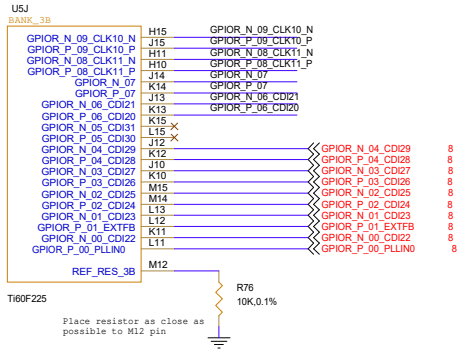 U5J
BANK_3B
GPIOR_N_09_CLK10_N H15 GPIOR_N_09_CLK10_N
GPIOR_P_09_CLK10_P J15 GPIOR_P_09_CLK10_P
GPIOR_N_08_CLK11_N H11 GPIOR_N_08_CLK11_N
GPIOR_P_08_CLK11_P H10 GPIOR_P_08_CLK11_P
GPIOR_N_07 J14 GPIOR_N_07
GPIOR_P_07 K14 GPIOR_P_07
GPIOR_N_06_CDI21 J13 GPIOR_N_06_CDI21
GPIOR_P_06_CDI20 K13 GPIOR_P_06_CDI20
GPIOR_N_05_CDI31 K15
GPIOR_P_05_CDI30 L15
GPIOR_N_04_CDI29 J12 GPIOR_N_04_CDI29 8
GPIOR_P_04_CDI28 K12 GPIOR_P_04_CDI28 8
GPIOR_N_03_CDI27 J10 GPIOR_N_03_CDI27 8
GPIOR_P_03_CDI26 K10 GPIOR_P_03_CDI26 8
GPIOR_N_02_CDI25 M15 GPIOR_N_02_CDI25 8
GPIOR_P_02_CDI24 M14 GPIOR_P_02_CDI24 8
GPIOR_N_01_CDI23 L13 GPIOR_N_01_CDI23 8
GPIOR_P_01_EXTFB L12 GPIOR_P_01_EXTFB 8
GPIOR_N_00_CDI22 K11 GPIOR_N_00_CDI22 8
GPIOR_P_00_PLLIN0 L11 GPIOR_P_00_PLLIN0 8
REF_RES_3B M12
R76
10K,0.1%
Ti60F225
Place resistor as close as
possible to M12 pin